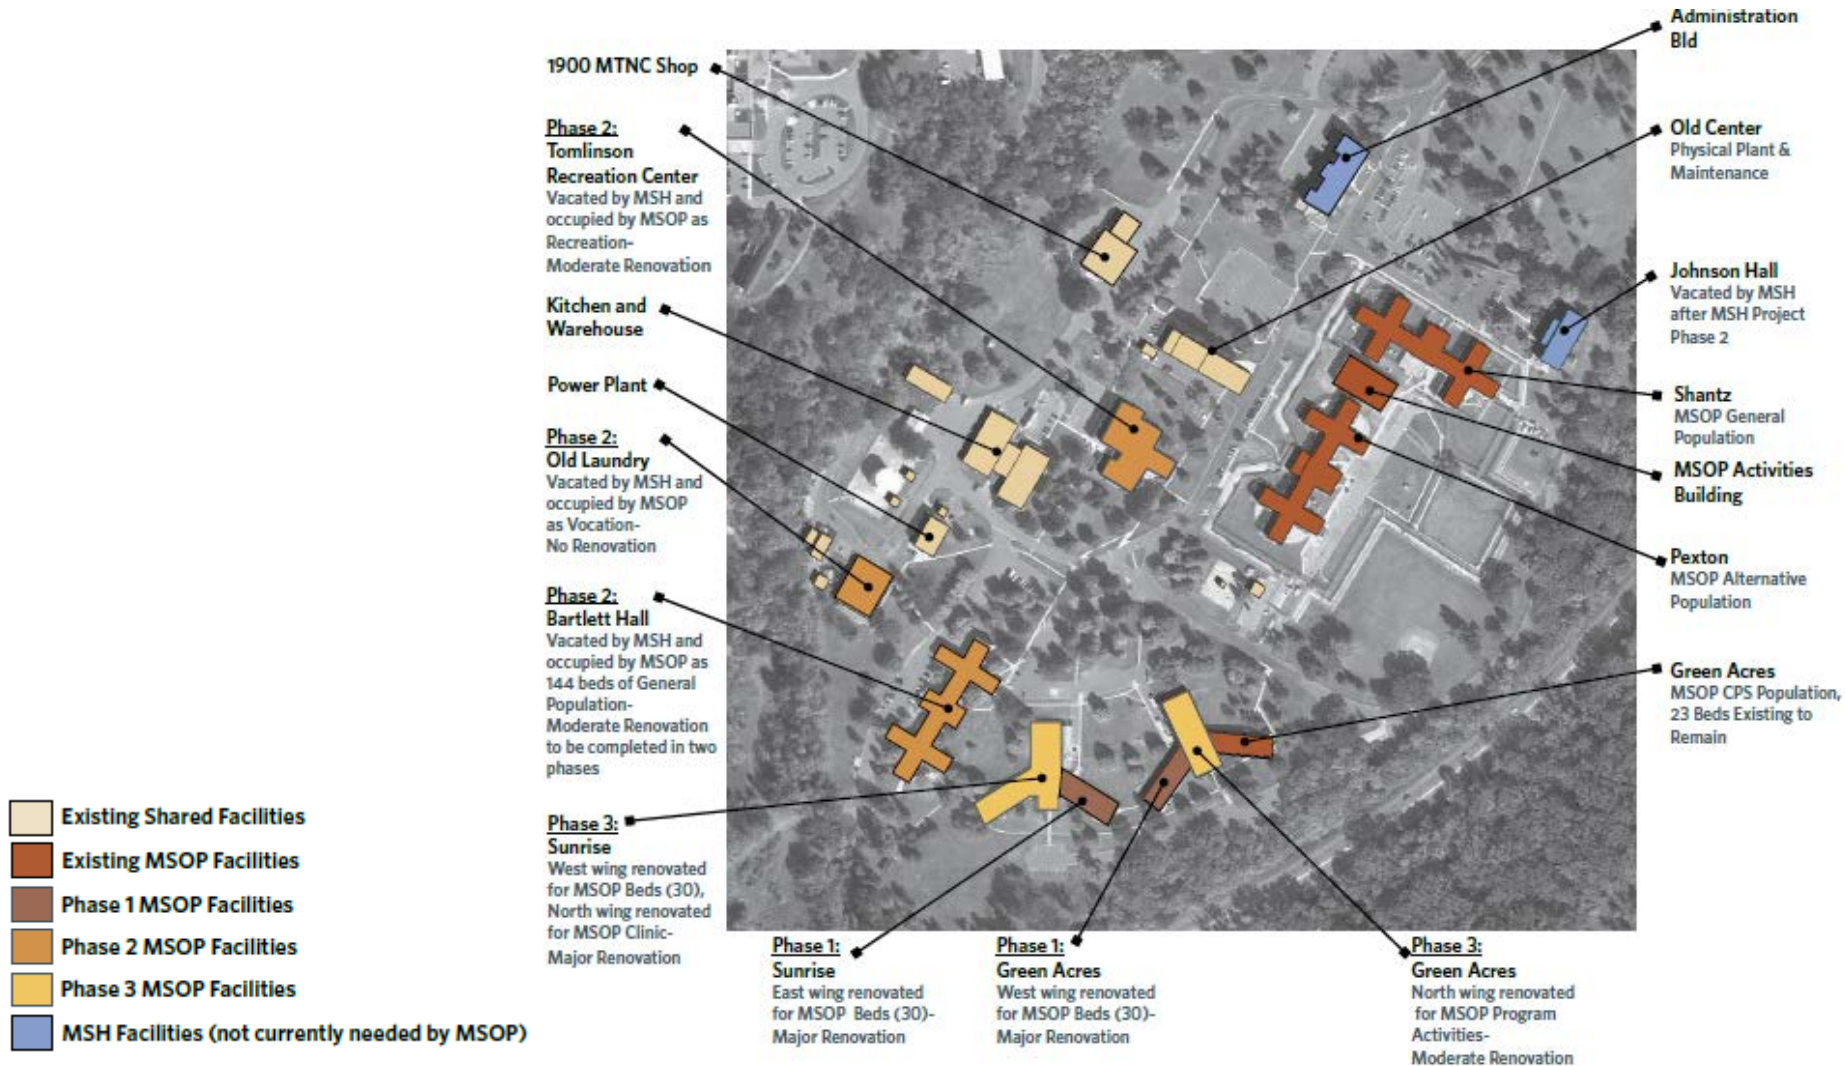 1900 MTNC Shop
Phase 2:
Tomlinson
Recreation Center
Vacated by MSH and
occupied by MSOP as
Recreation-
Moderate Renovation
Kitchen and
Warehouse
Power Plant
Phase 2:
Old Laundry
Vacated by MSH and
occupied by MSOP
as Vocation-
No Renovation
Phase 2:
Bartlett Hall
Vacated by MSH and
occupied by MSOP as
144 beds of General
Population-
Moderate Renovation
to be completed in two
phases
Phase 3:
Sunrise
West wing renovated
for MSOP Beds (30),
North wing renovated
for MSOP Clinic-
Major Renovation
Phase 1:
Sunrise
East wing renovated
for MSOP Beds (30)-
Major Renovation
Phase 1:
Green Acres
West wing renovated
for MSOP Beds (30)-
Major Renovation
Phase 3:
Green Acres
North wing renovated
for MSOP Program
Activities-
Moderate Renovation
Administration
Bld
Old Center
Physical Plant &
Maintenance
Johnson Hall
Vacated by MSH
after MSH Project
Phase 2
Shantz
MSOP General
Population
MSOP Activities
Building
Pexton
MSOP Alternative
Population
Green Acres
MSOP CPS Population,
23 Beds Existing to
Remain
Existing Shared Facilities
Existing MSOP Facilities
Phase 1 MSOP Facilities
Phase 2 MSOP Facilities
Phase 3 MSOP Facilities
MSH Facilities (not currently needed by MSOP)